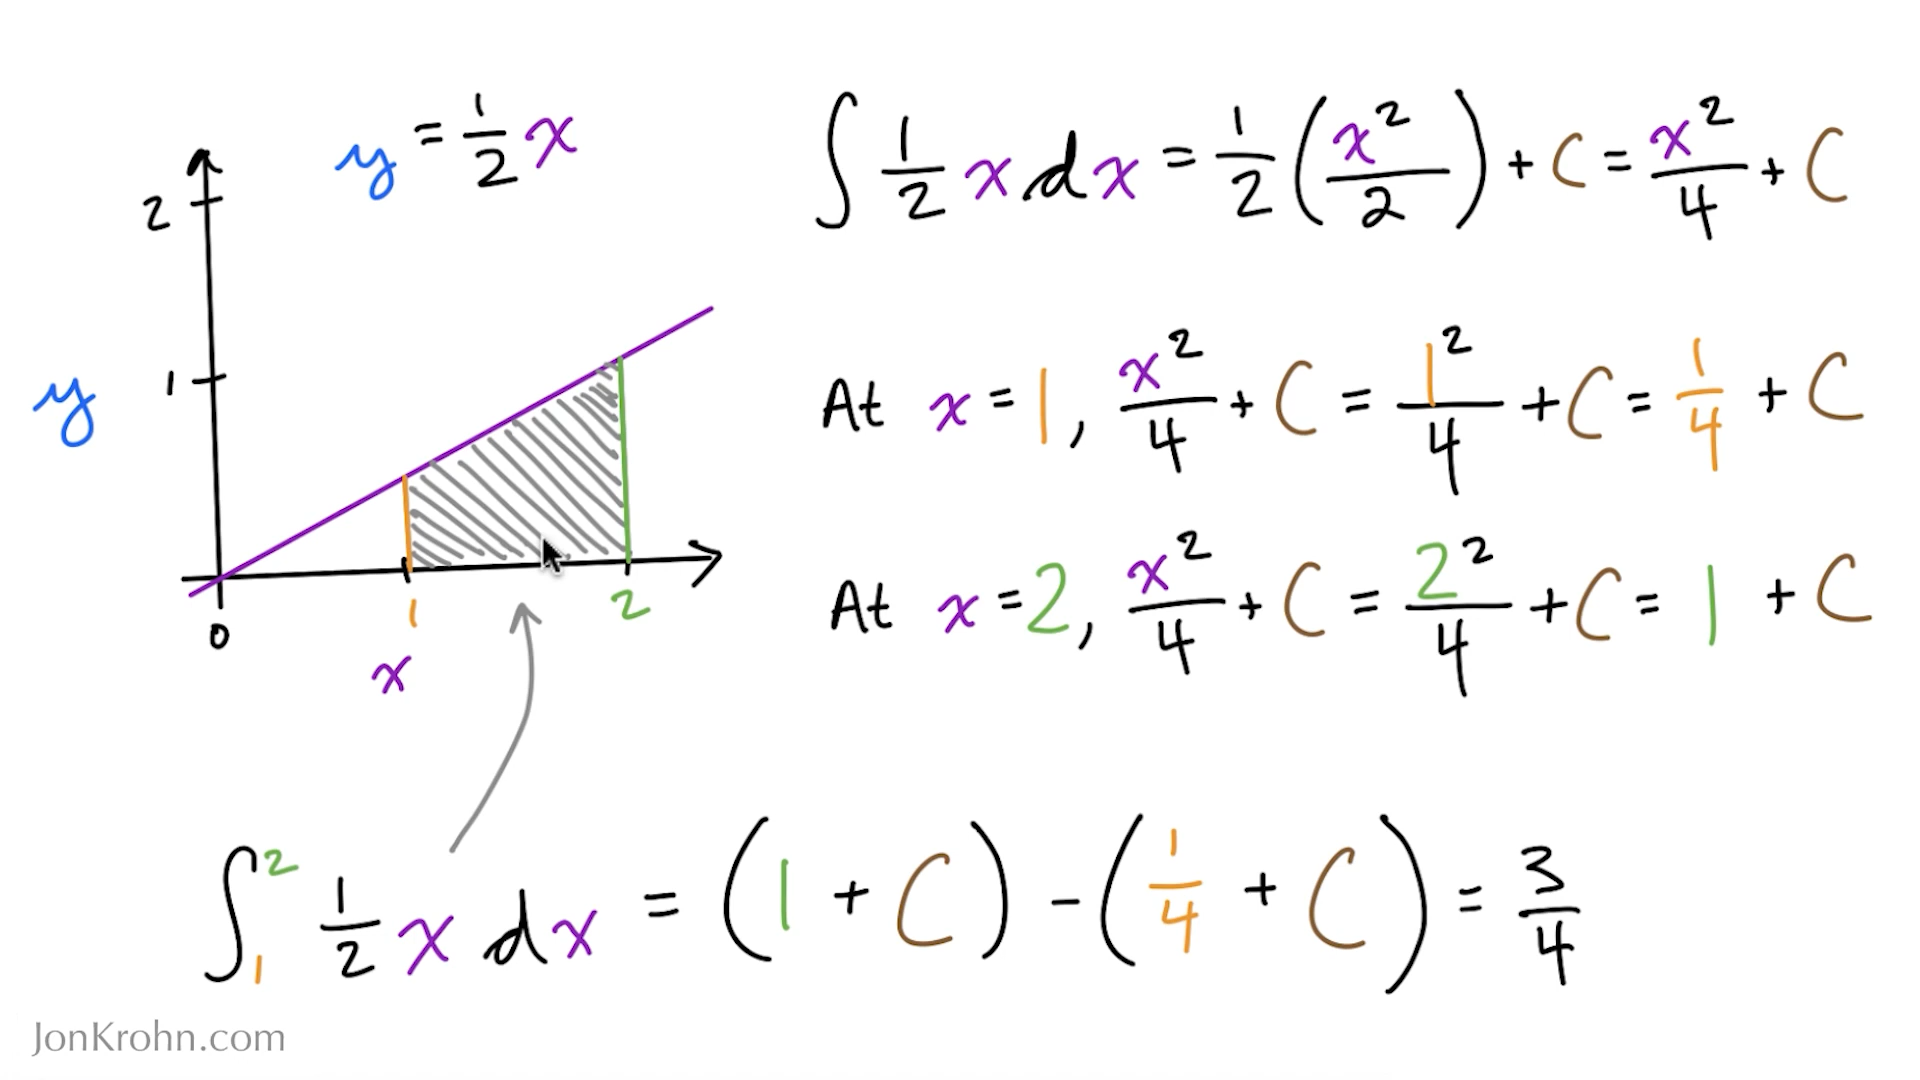 y = 1/2 x
2
1
y
0
1
2
x
∫ 1/2 x dx = 1/2 (x²/2) + C = x²/4 + C
At x = 1, x²/4 + C = 1²/4 + C = 1/4 + C
At x = 2, x²/4 + C = 2²/4 + C = 1 + C
∫₁² 1/2 x dx = (1 + C) - (1/4 + C) = 3/4
JonKrohn.com